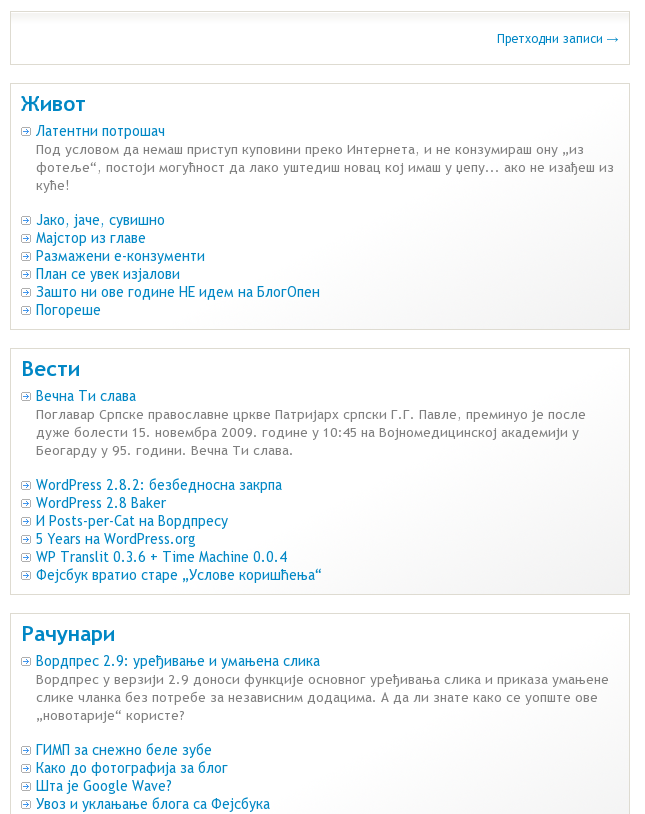 Претходни записи →
Живот
Латентни потрошач
Под условом да немаш приступ куповини преко Интернета, и не конзумираш ону „из
фотеље“, постоји могућност да лако уштедиш новац кој имаш у џепу... ако не изађеш из
куће!
Јако, јаче, сувишно
Мајстор из главе
Размажени е-конзументи
План се увек изјалови
Зашто ни ове године НЕ идем на БлогОпен
Погореше
Вести
Вечна Ти слава
Поглавар Српске православне цркве Патријарх српски Г.Г. Павле, преминуо је после
дуже болести 15. новембра 2009. године у 10:45 на Војномедицинској академији у
Београду у 95. години. Вечна Ти слава.
WordPress 2.8.2: безбедносна закрпа
WordPress 2.8 Baker
И Posts-per-Cat на Вордпресу
5 Years на WordPress.org
WP Translit 0.3.6 + Time Machine 0.0.4
Фејсбук вратио старе „Услове коришћења“
Рачунари
Вордпрес 2.9: уређивање и умањена слика
Вордпрес у верзији 2.9 доноси функције основног уређивања слика и приказа умањене
слике чланка без потребе за независним додацима. А да ли знате како се уопште ове
„новотарије“ користе?
ГИМП за снежно беле зубе
Како до фотографија за блог
Шта је Google Wave?
Увоз и уклањање блога са Фејсбука